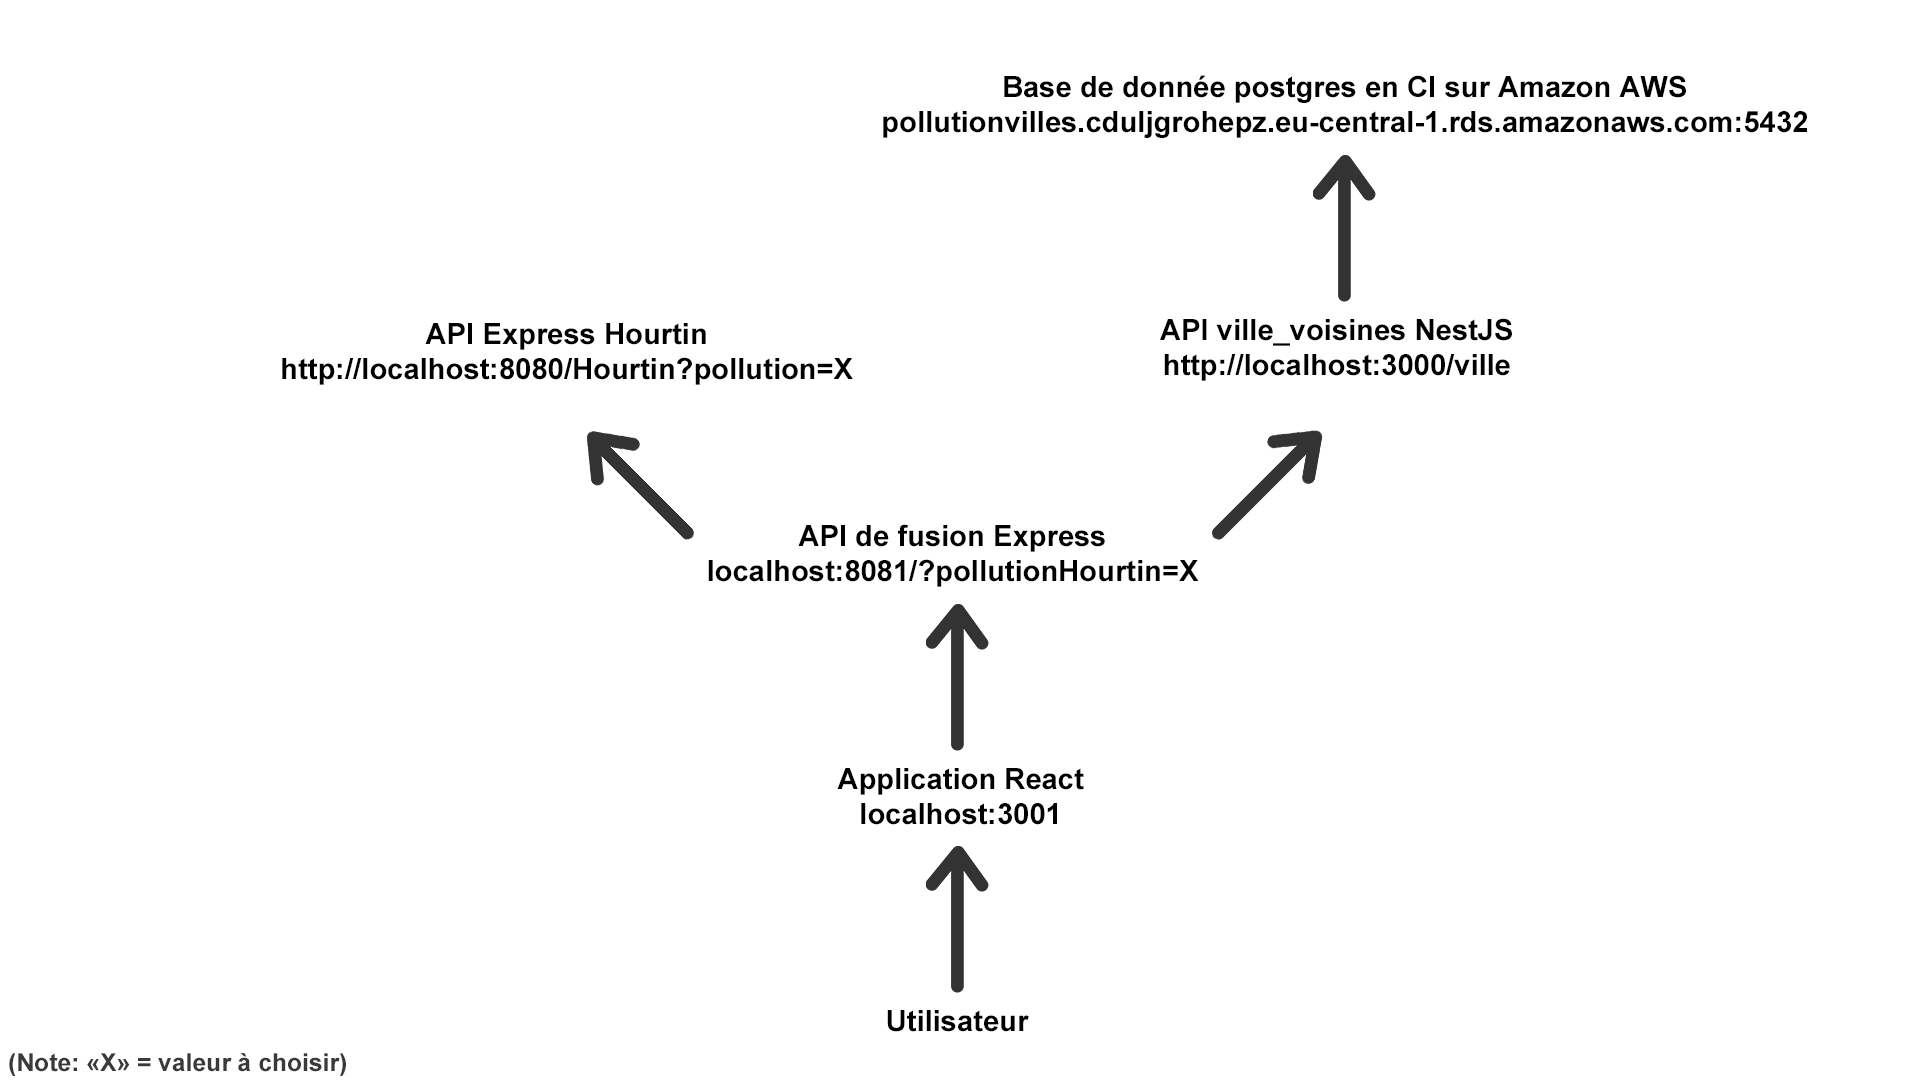 Base de donnée postgres en CI sur Amazon AWS
pollutionvilles.cduljgrohepz.eu-central-1.rds.amazonaws.com:5432
API Express Hourtin
http://localhost:8080/Hourtin?pollution=X
API ville_voisines NestJS
http://localhost:3000/ville
API de fusion Express
localhost:8081/?pollutionHourtin=X
Application React
localhost:3001
Utilisateur
(Note: «X» = valeur à choisir)